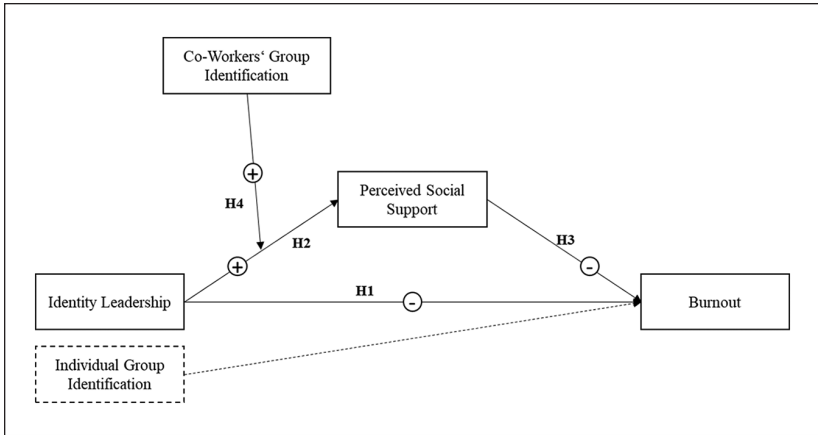 Co-Workers‘ Group
Identification
+
H4
Perceived Social
Support
H2
H3
+
-
Identity Leadership
H1
-
Burnout
Individual Group
Identification